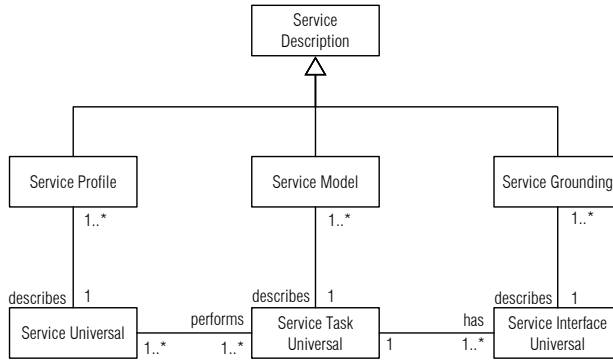 Service
Description
Service Profile
Service Model
Service Grounding
1..*
1..*
1..*
describes
1
describes
1
describes
1
performs
has
Service Universal
Service Task
Universal
Service Interface
Universal
1..*
1..*
1
1..*